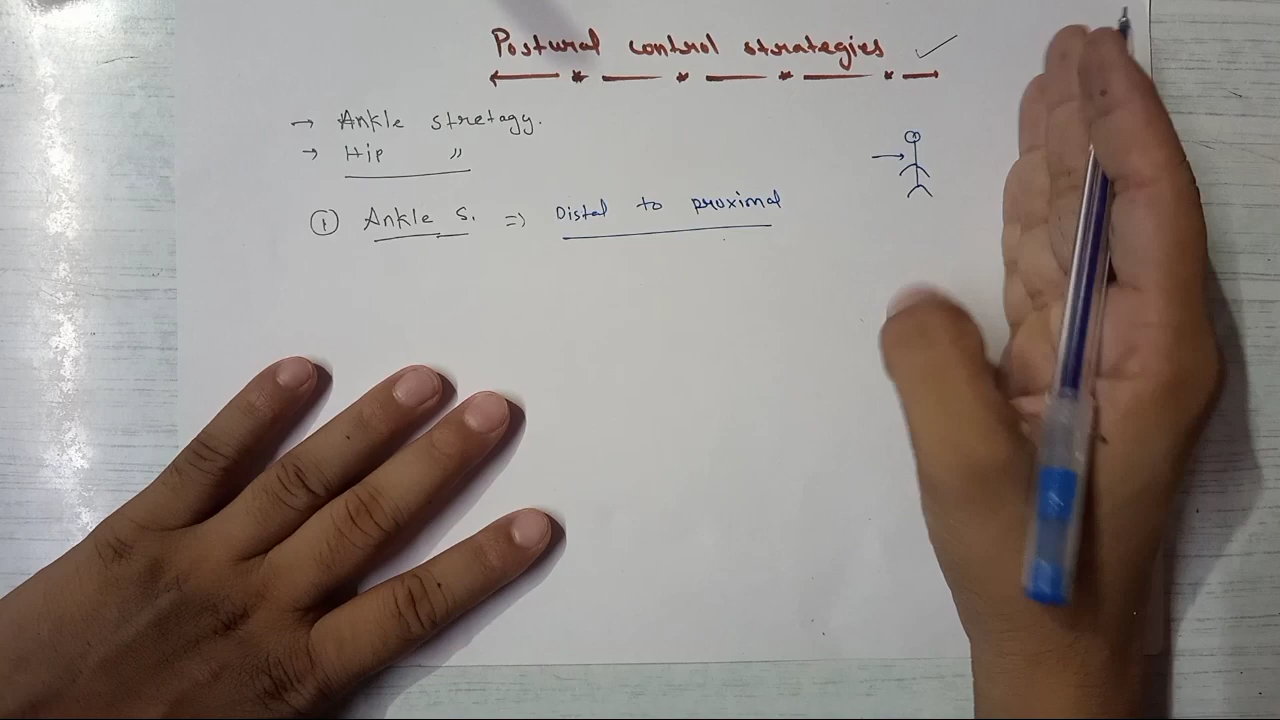 Postural control strategies
→ Ankle stretagy.
→ Hip "
① Ankle s. => Distal to proximal